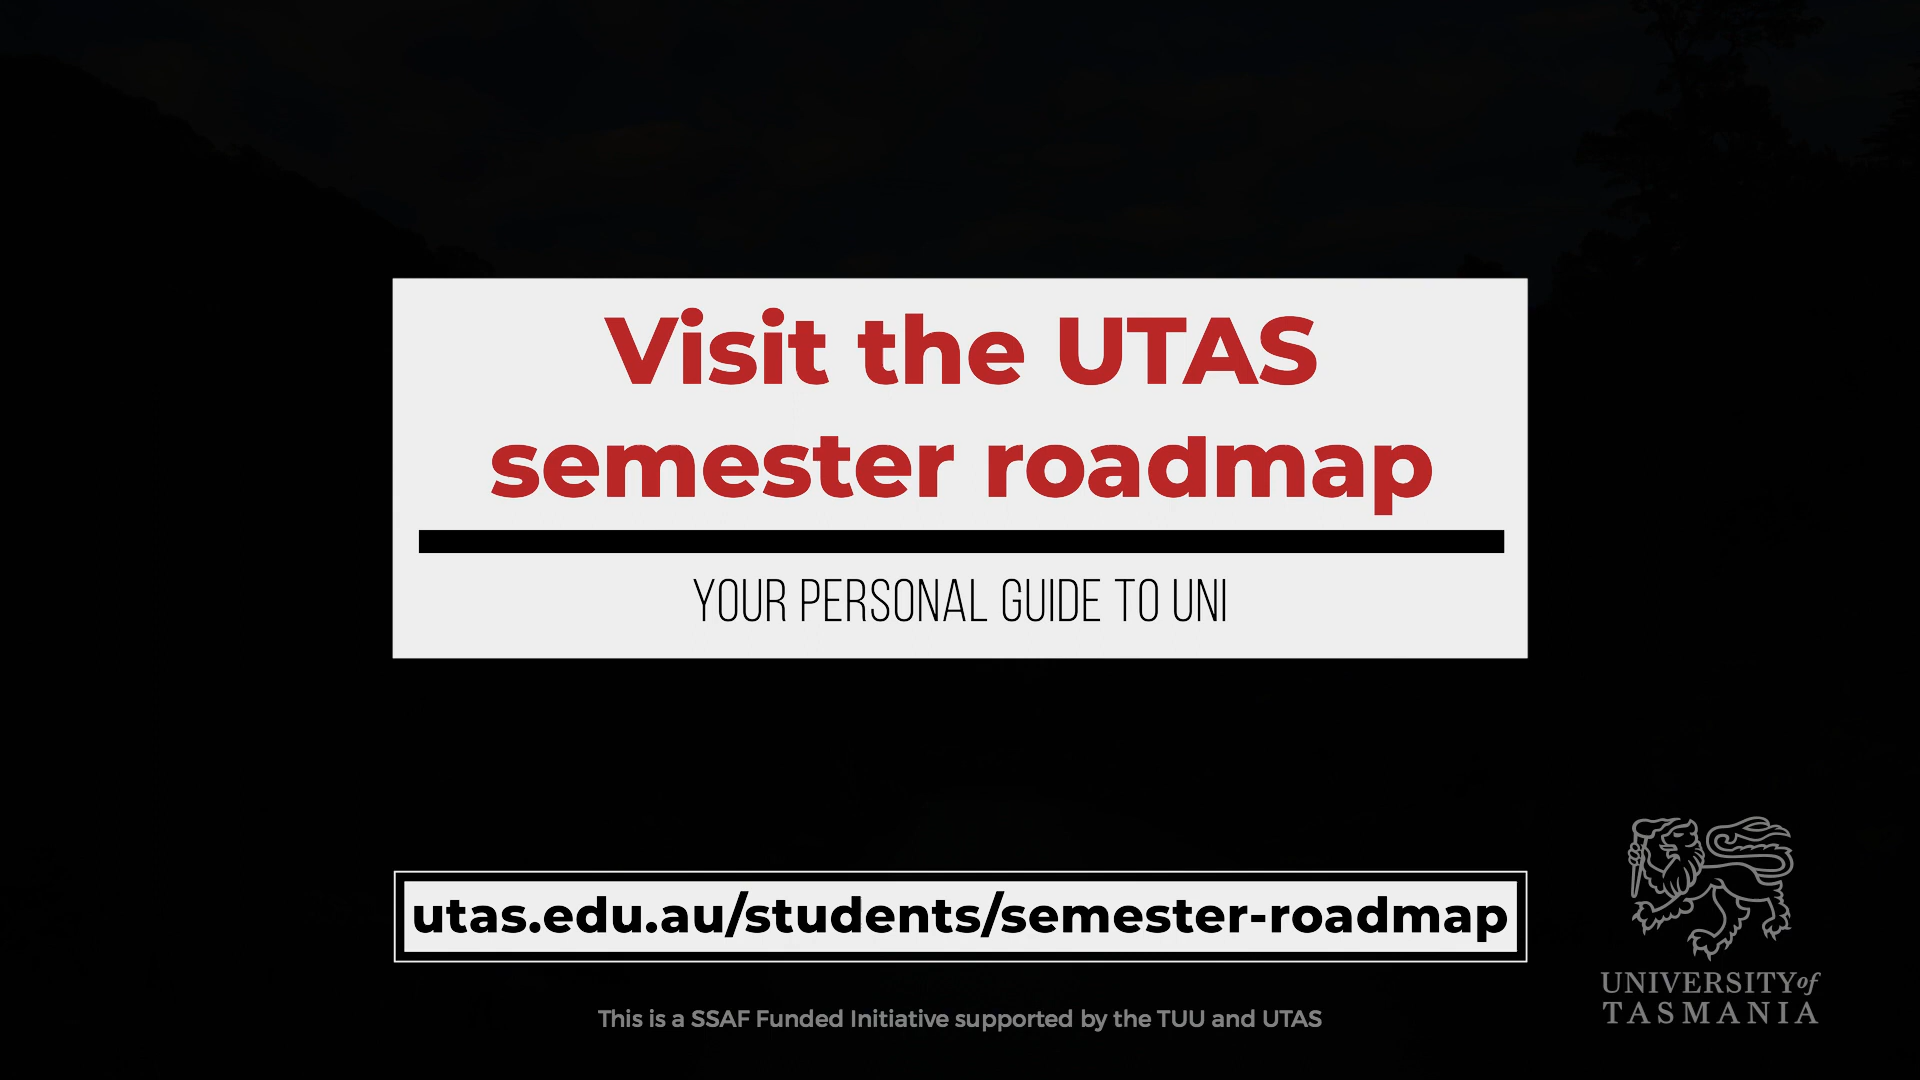 Visit the UTAS
semester roadmap
YOUR PERSONAL GUIDE TO UNI
utas.edu.au/students/semester-roadmap
This is a SSAF Funded Initiative supported by the TUU and UTAS
UNIVERSITY of
TASMANIA